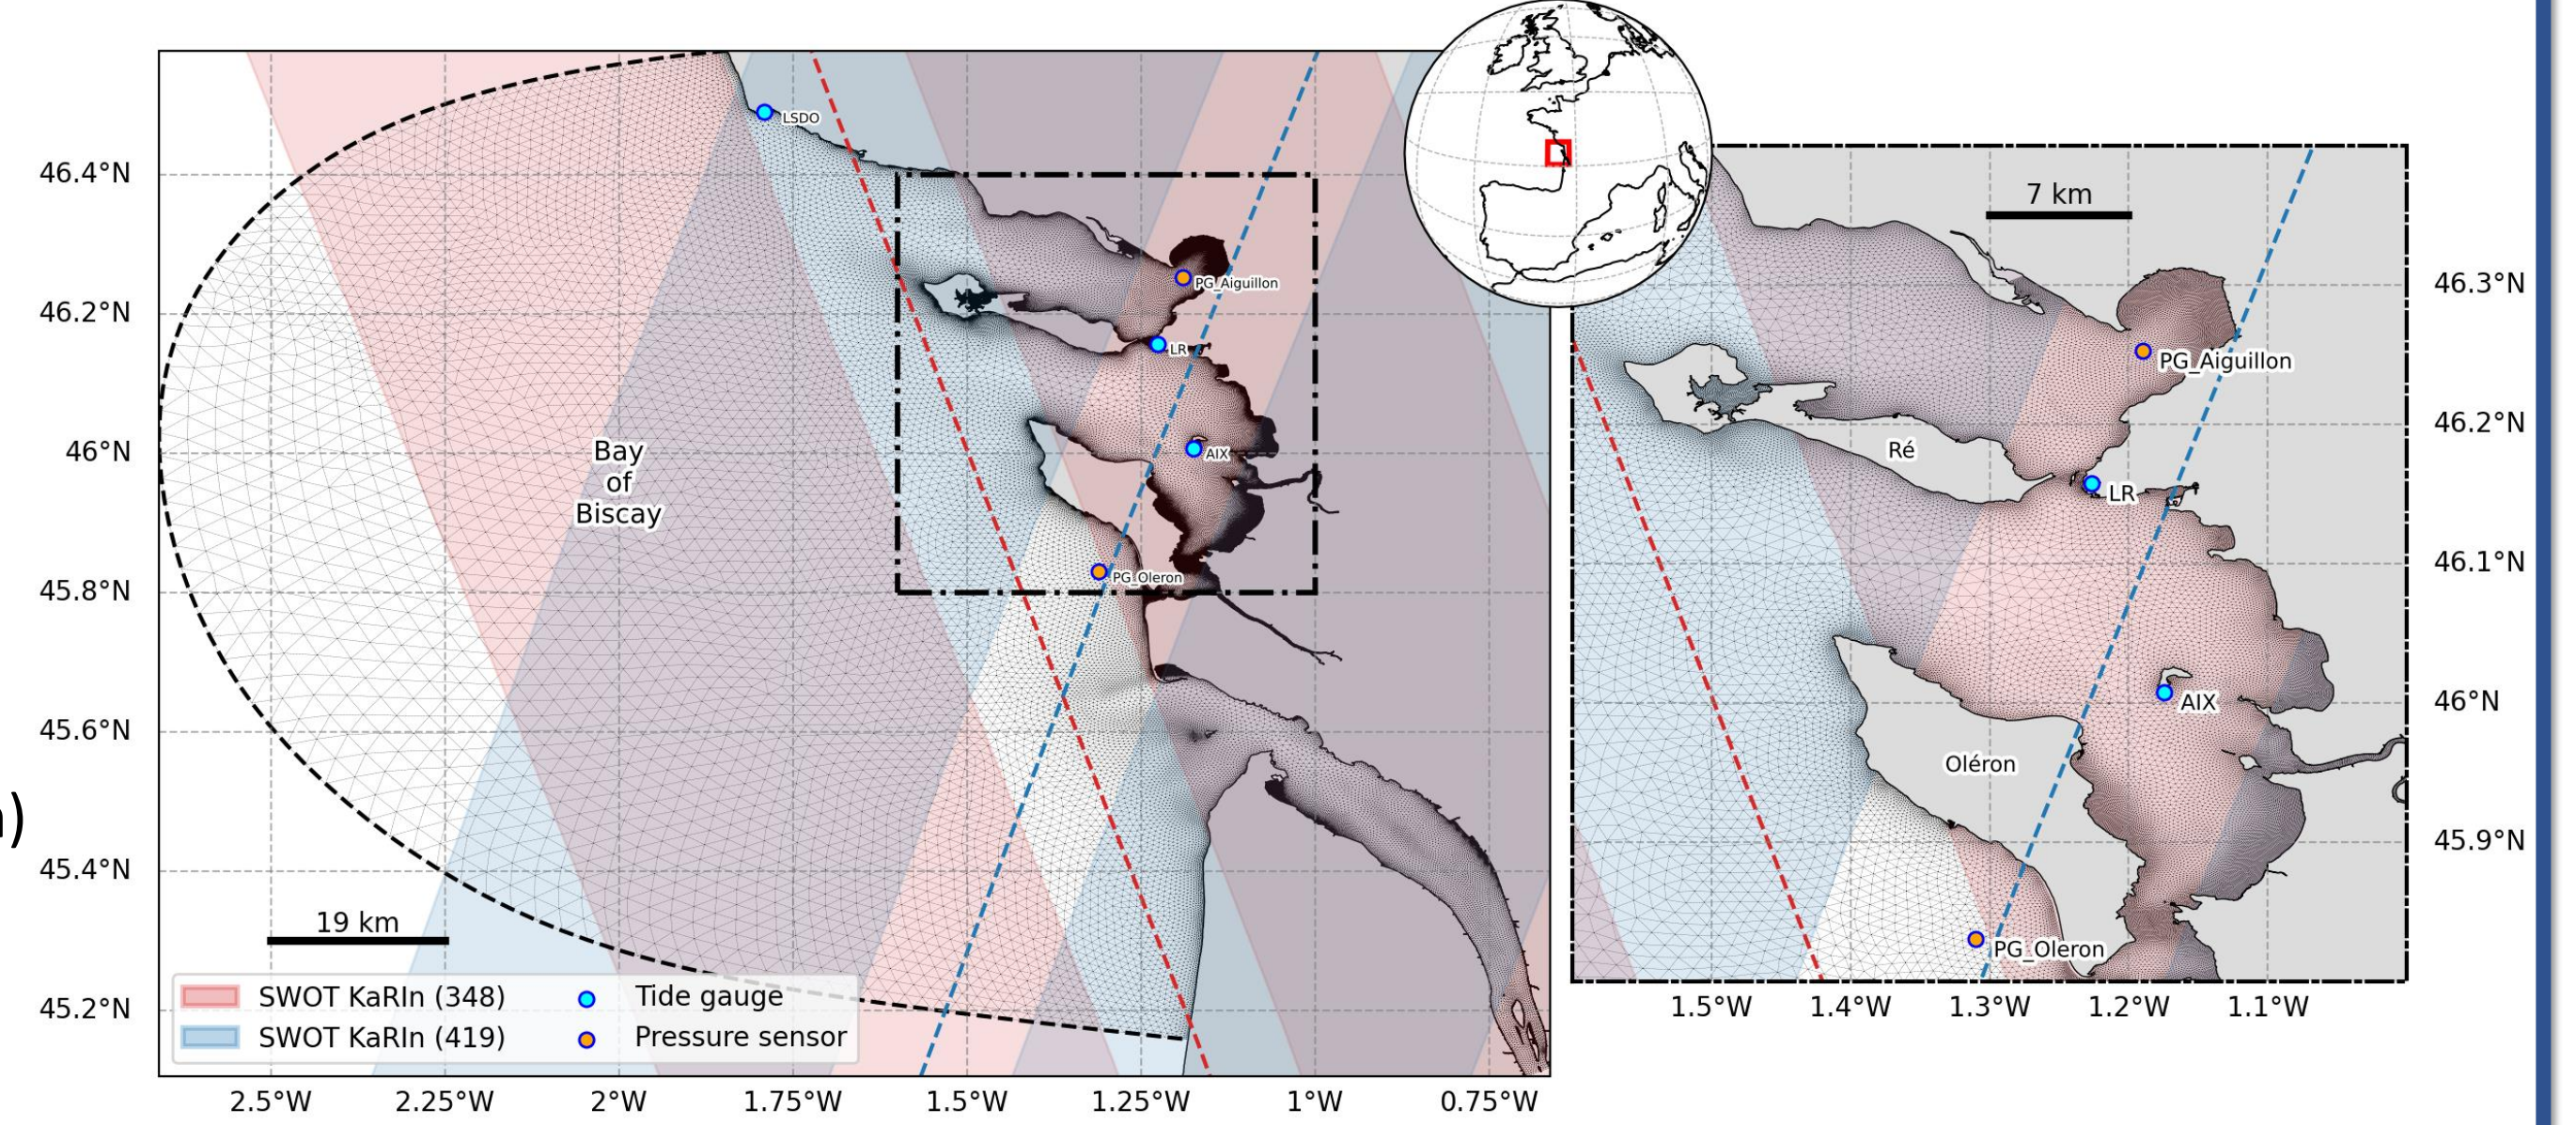 46.4°N
46.2°N
46°N
45.8°N
45.6°N
45.4°N
45.2°N
2.5°W
2.25°W
2°W
1.75°W
1.5°W
1.25°W
1°W
0.75°W
LSDO
PG_Aiguillon
LR
AIX
PG_Oleron
Bay
of
Biscay
19 km
SWOT KaRIn (348)
SWOT KaRIn (419)
Tide gauge
Pressure sensor
7 km
PG_Aiguillon
Ré
LR
AIX
Oléron
PG_Oleron
46.3°N
46.2°N
46.1°N
46°N
45.9°N
1.5°W
1.4°W
1.3°W
1.2°W
1.1°W